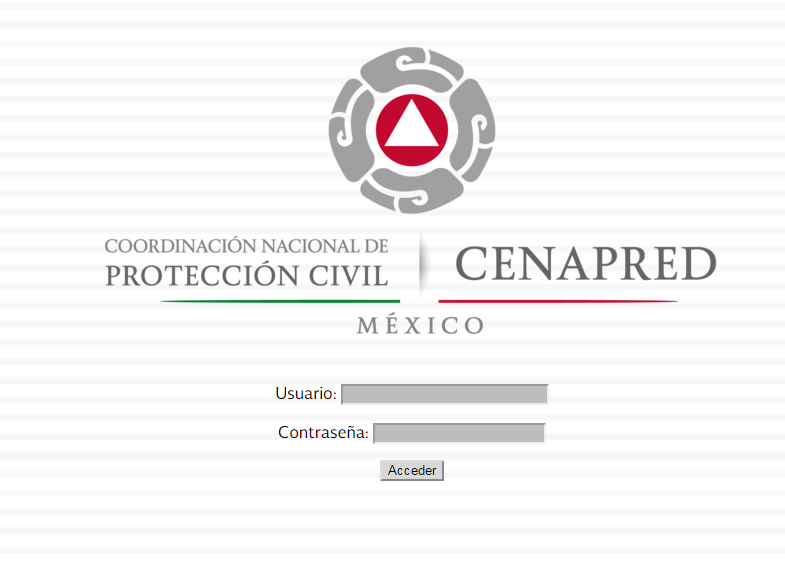 COORDINACIÓN NACIONAL DE
PROTECCIÓN CIVIL
CENAPRED
MÉXICO
Usuario:
Contraseña:
Acceder